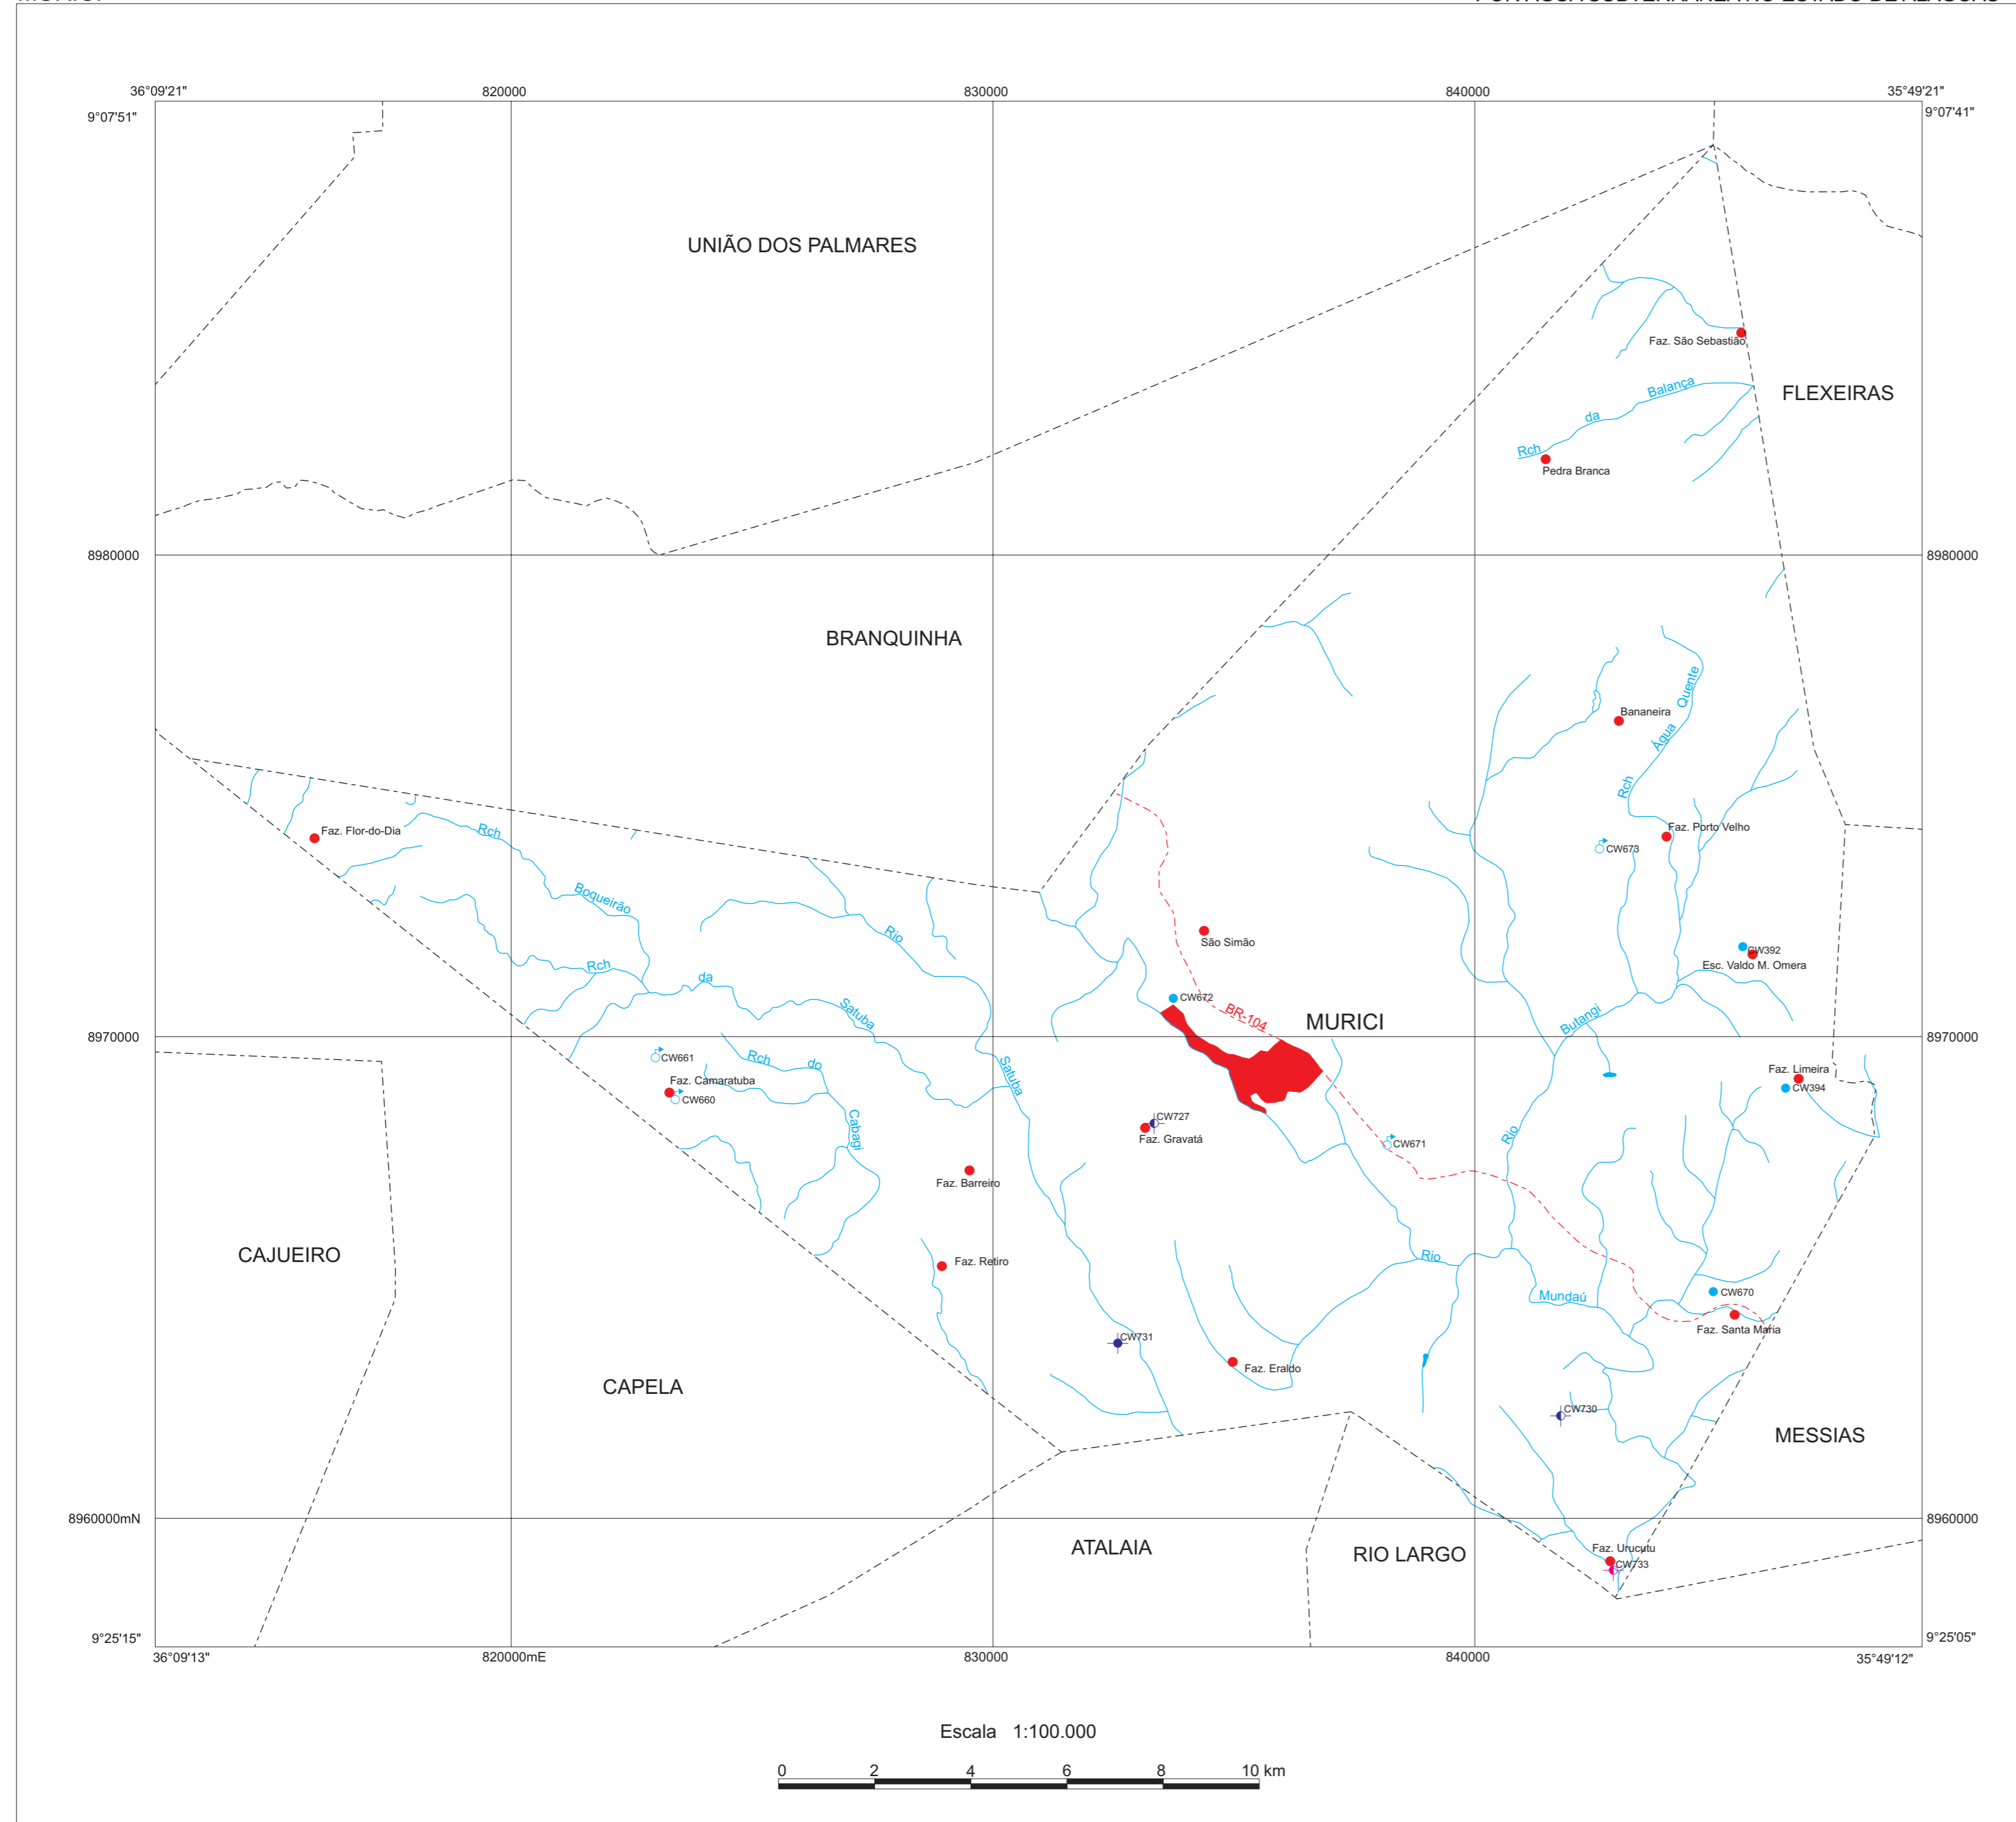 36°09'21"
820000
830000
840000
35°49'21"
9°07'51"
9°07'41"
UNIÃO DOS PALMARES
Faz. São Sebastião
FLEXEIRAS
Balança
da
Rch
Pedra Branca
8980000
8980000
BRANQUINHA
Quente
Bananeira
Água
Rch
Faz. Flor-do-Dia
Rch
Faz. Porto Velho
CW673
Boqueirão
Rio
São Simão
CW392
Esc. Valdo M. Omera
Rch
da
CW672
Satuba
BR-104
MURICI
Butangi
8970000
8970000
CW661
Rch
do
Satuba
Faz. Limeira
Faz. Camaratuba
CW394
CW660
Cabagi
CW727
Faz. Gravatá
Rio
CW671
Faz. Barreiro
CAJUEIRO
Rio
Faz. Retiro
Mundaú
CW670
Faz. Santa Maria
CW731
Faz. Eraldo
CAPELA
CW730
MESSIAS
8960000mN
8960000
ATALAIA
RIO LARGO
Faz. Urucutu
CW733
9°25'15"
9°25'05"
36°09'13"
820000mE
830000
840000
35°49'12"
Escala 1:100.000
0 2 4 6 8 10 km